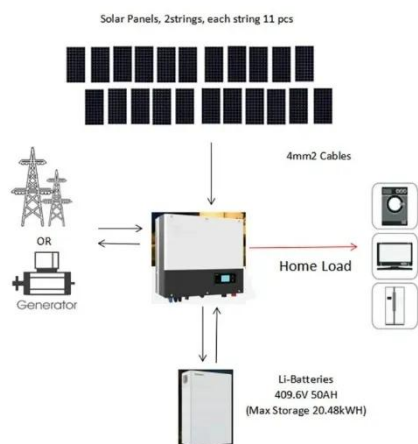 Solar Panels, 2strings, each string 11 pcs
4mm2 Cables
OR
Generator
Home Load
Li-Batteries
409.6V 50AH
(Max Storage 20.48kWH)